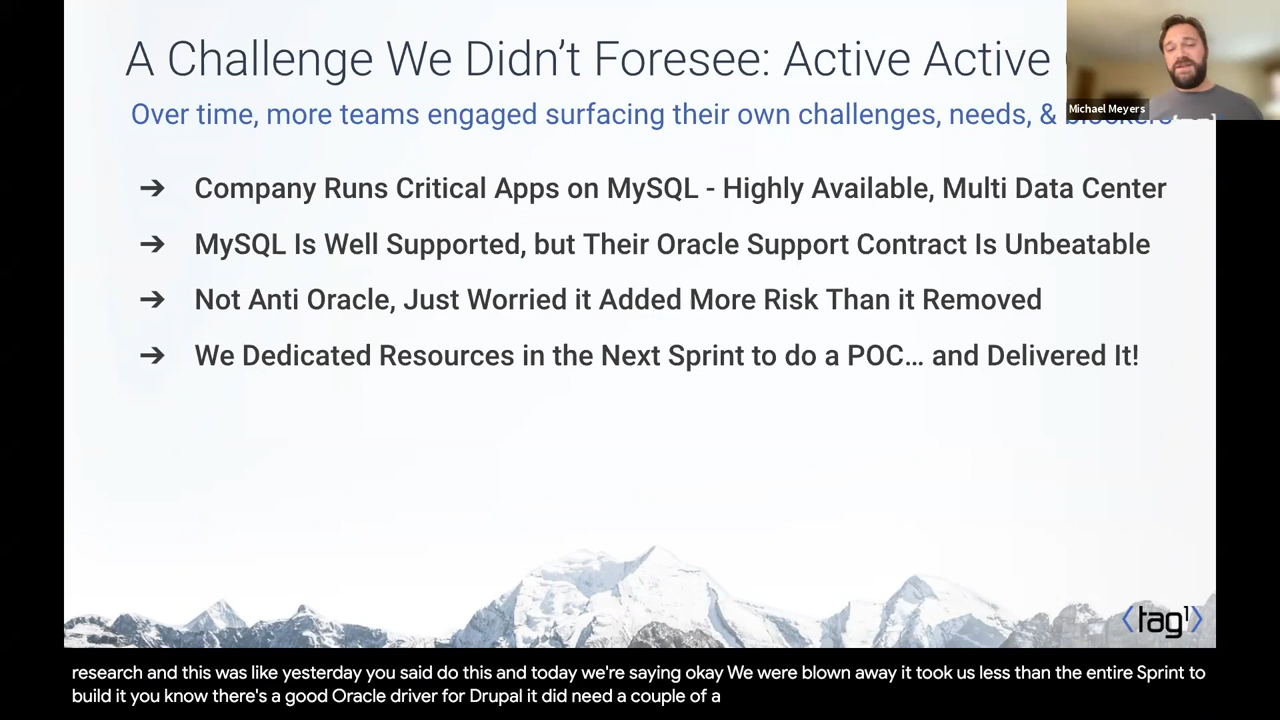 A Challenge We Didn't Foresee: Active Active
Over time, more teams engaged surfacing their own challenges, needs, & blockers
Michael Meyers
➔ Company Runs Critical Apps on MySQL - Highly Available, Multi Data Center
➔ MySQL Is Well Supported, but Their Oracle Support Contract Is Unbeatable
➔ Not Anti Oracle, Just Worried it Added More Risk Than it Removed
➔ We Dedicated Resources in the Next Sprint to do a POC... and Delivered It!
<tag1>
research and this was like yesterday you said do this and today we're saying okay We were blown away it took us less than the entire Sprint to
build it you know there's a good Oracle driver for Drupal it did need a couple of a